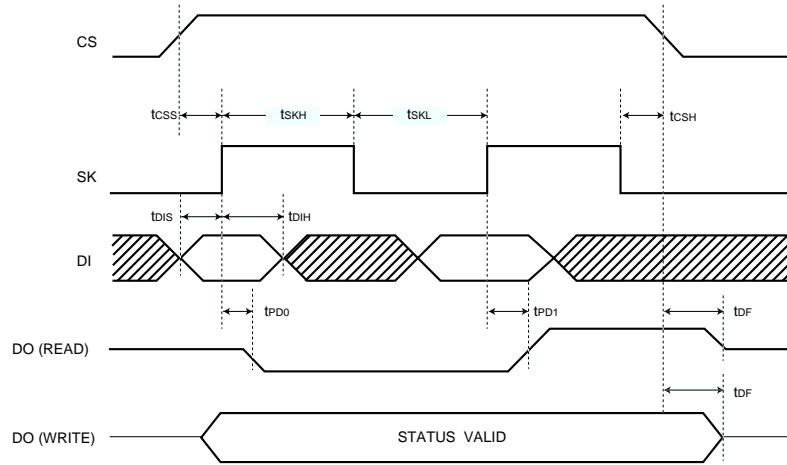 CS
tCSS
tSKH
tSKL
tCSH
SK
tDIS
tDIH
DI
tPD0
tPD1
tDF
DO (READ)
tDF
DO (WRITE)
STATUS VALID